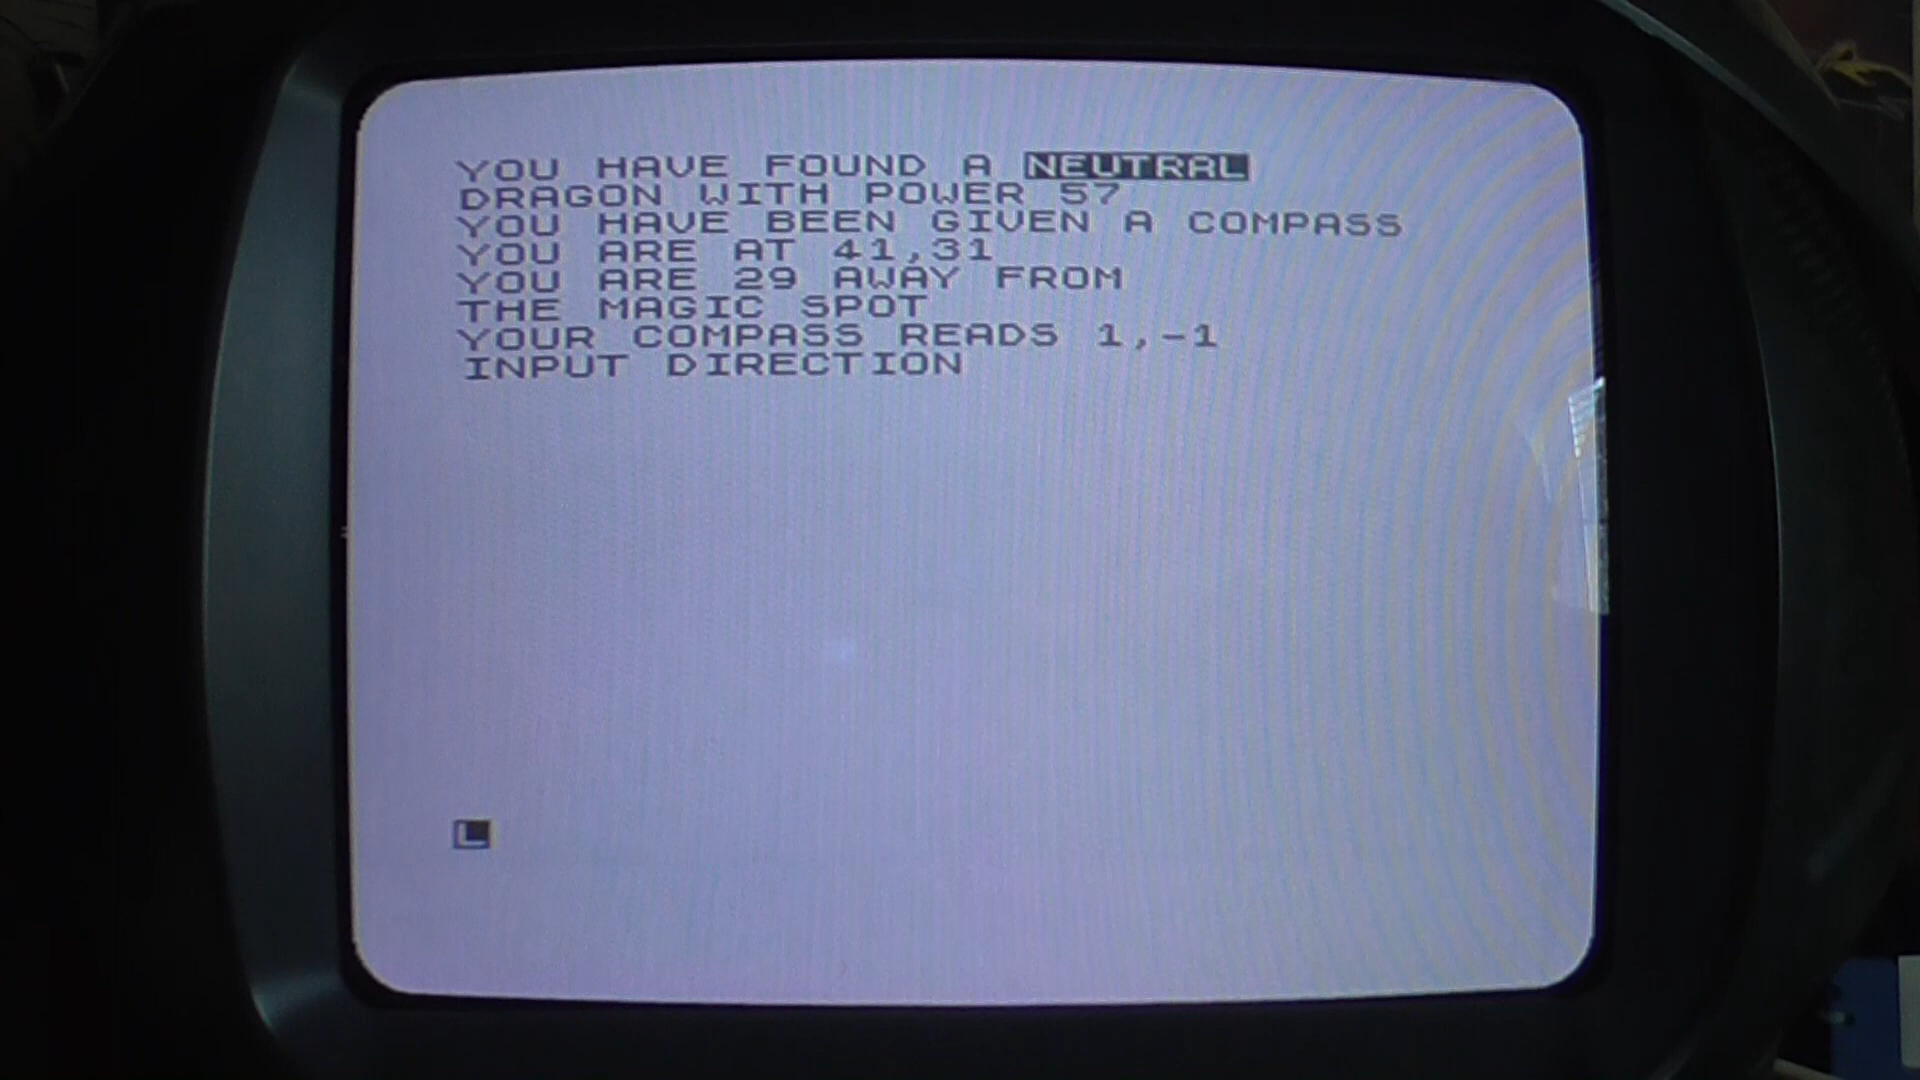 YOU HAVE FOUND A NEUTRAL
DRAGON WITH POWER 57
YOU HAVE BEEN GIVEN A COMPASS
YOU ARE AT 41,31
YOU ARE 29 AWAY FROM
THE MAGIC SPOT
YOUR COMPASS READS 1,-1
INPUT DIRECTION
L